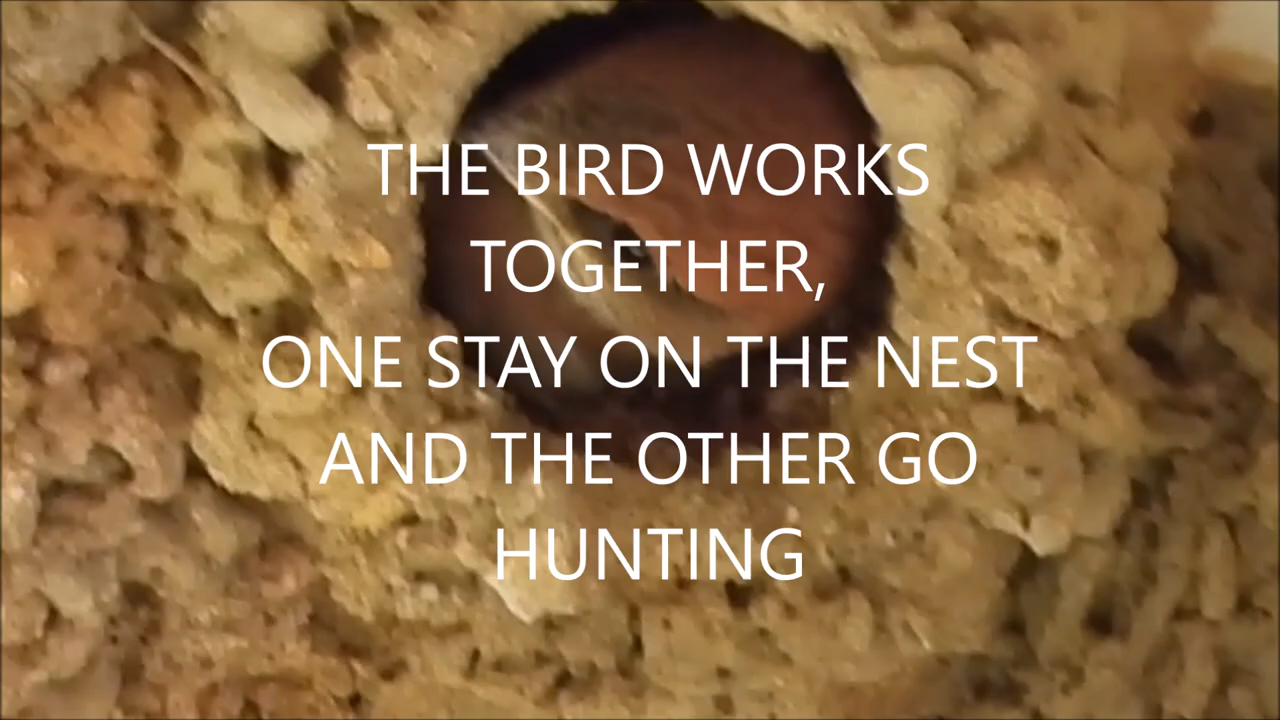 THE BIRD WORKS
TOGETHER,
ONE STAY ON THE NEST
AND THE OTHER GO
HUNTING